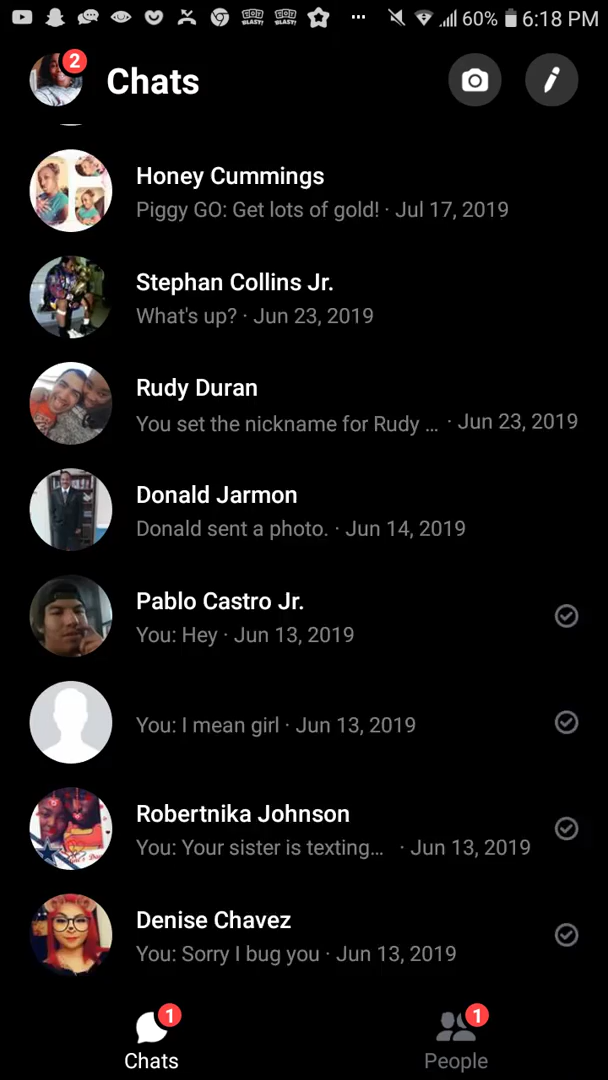 60% 6:18 PM
2
Chats
Honey Cummings
Piggy GO: Get lots of gold! · Jul 17, 2019
Stephan Collins Jr.
What's up? · Jun 23, 2019
Rudy Duran
You set the nickname for Rudy ... · Jun 23, 2019
Donald Jarmon
Donald sent a photo. · Jun 14, 2019
Pablo Castro Jr.
You: Hey · Jun 13, 2019
You: I mean girl · Jun 13, 2019
Robertnika Johnson
You: Your sister is texting... · Jun 13, 2019
Denise Chavez
You: Sorry I bug you · Jun 13, 2019
1 1
Chats People